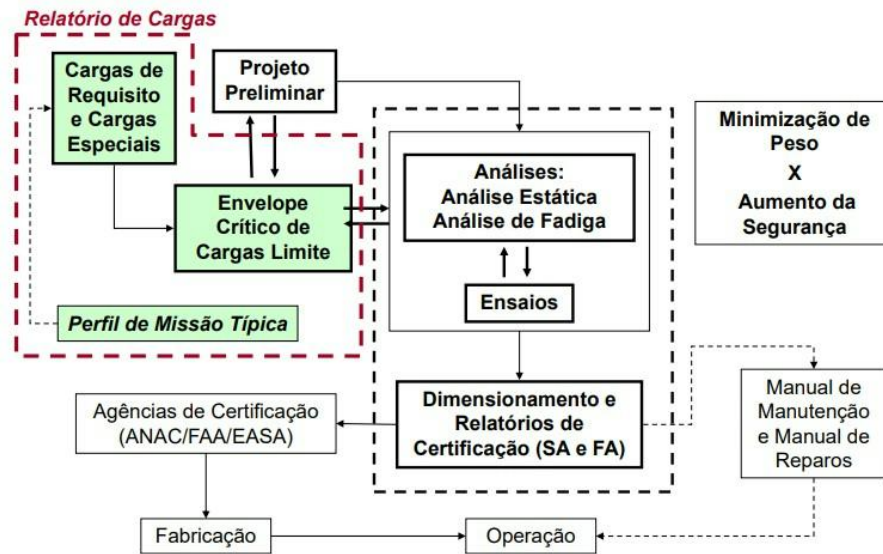 Relatório de Cargas
Cargas de
Requisito
e Cargas
Especiais
Projeto
Preliminar
Envelope
Crítico de
Cargas Limite
Perfil de Missão Típica
Análises:
Análise Estática
Análise de Fadiga
Ensaios
Minimização de
Peso
X
Aumento da
Segurança
Dimensionamento e
Relatórios de
Certificação (SA e FA)
Agências de Certificação
(ANAC/FAA/EASA)
Manual de
Manutenção
e Manual de
Reparos
Fabricação
Operação